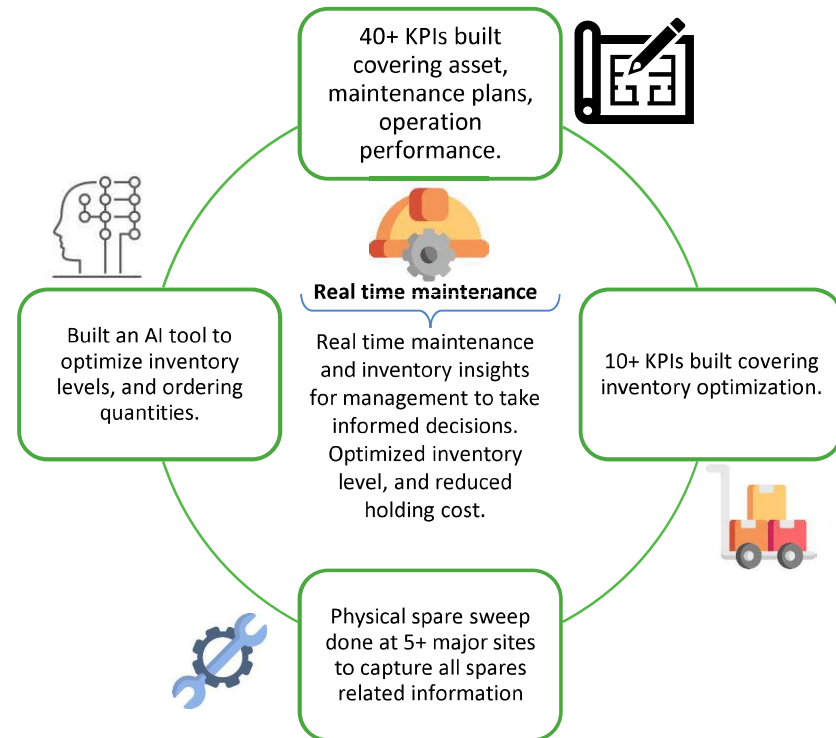 40+ KPIs built
covering asset,
maintenance plans,
operation
performance.
Real time maintenance
Built an AI tool to
optimize inventory
levels, and ordering
quantities.
Real time maintenance
and inventory insights
for management to take
informed decisions.
Optimized inventory
level, and reduced
holding cost.
10+ KPIs built covering
inventory optimization.
Physical spare sweep
done at 5+ major sites
to capture all spares
related information